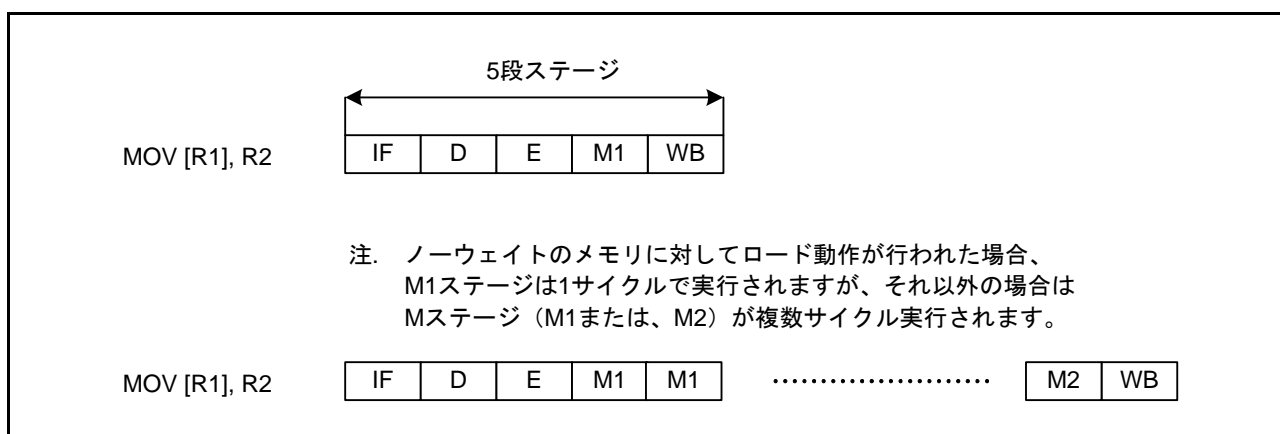 5段ステージ
MOV [R1], R2 IF D E M1 WB
注. ノーウェイトのメモリに対してロード動作が行われた場合、
M1ステージは1サイクルで実行されますが、それ以外の場合は
Mステージ（M1または、M2）が複数サイクル実行されます。
MOV [R1], R2 IF D E M1 M1 ........................ M2 WB